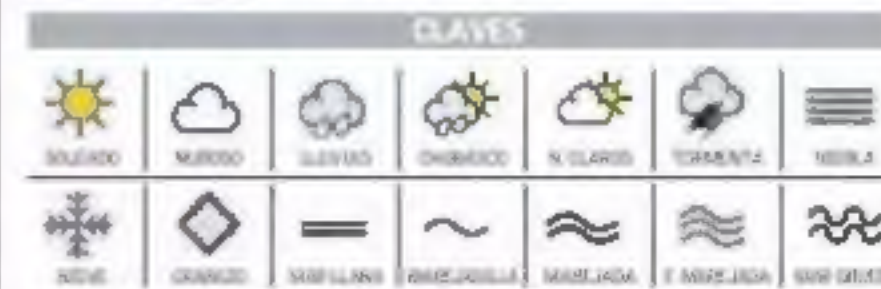 CLAVES
SOLEADO NUBOSO LLUVIAS CHUBASCO N. CLAROS TORMENTA NIEBLA
NIEVE GRANIZO MAR LLANA MAREJADILLA MAREJADA F. MAREJADA